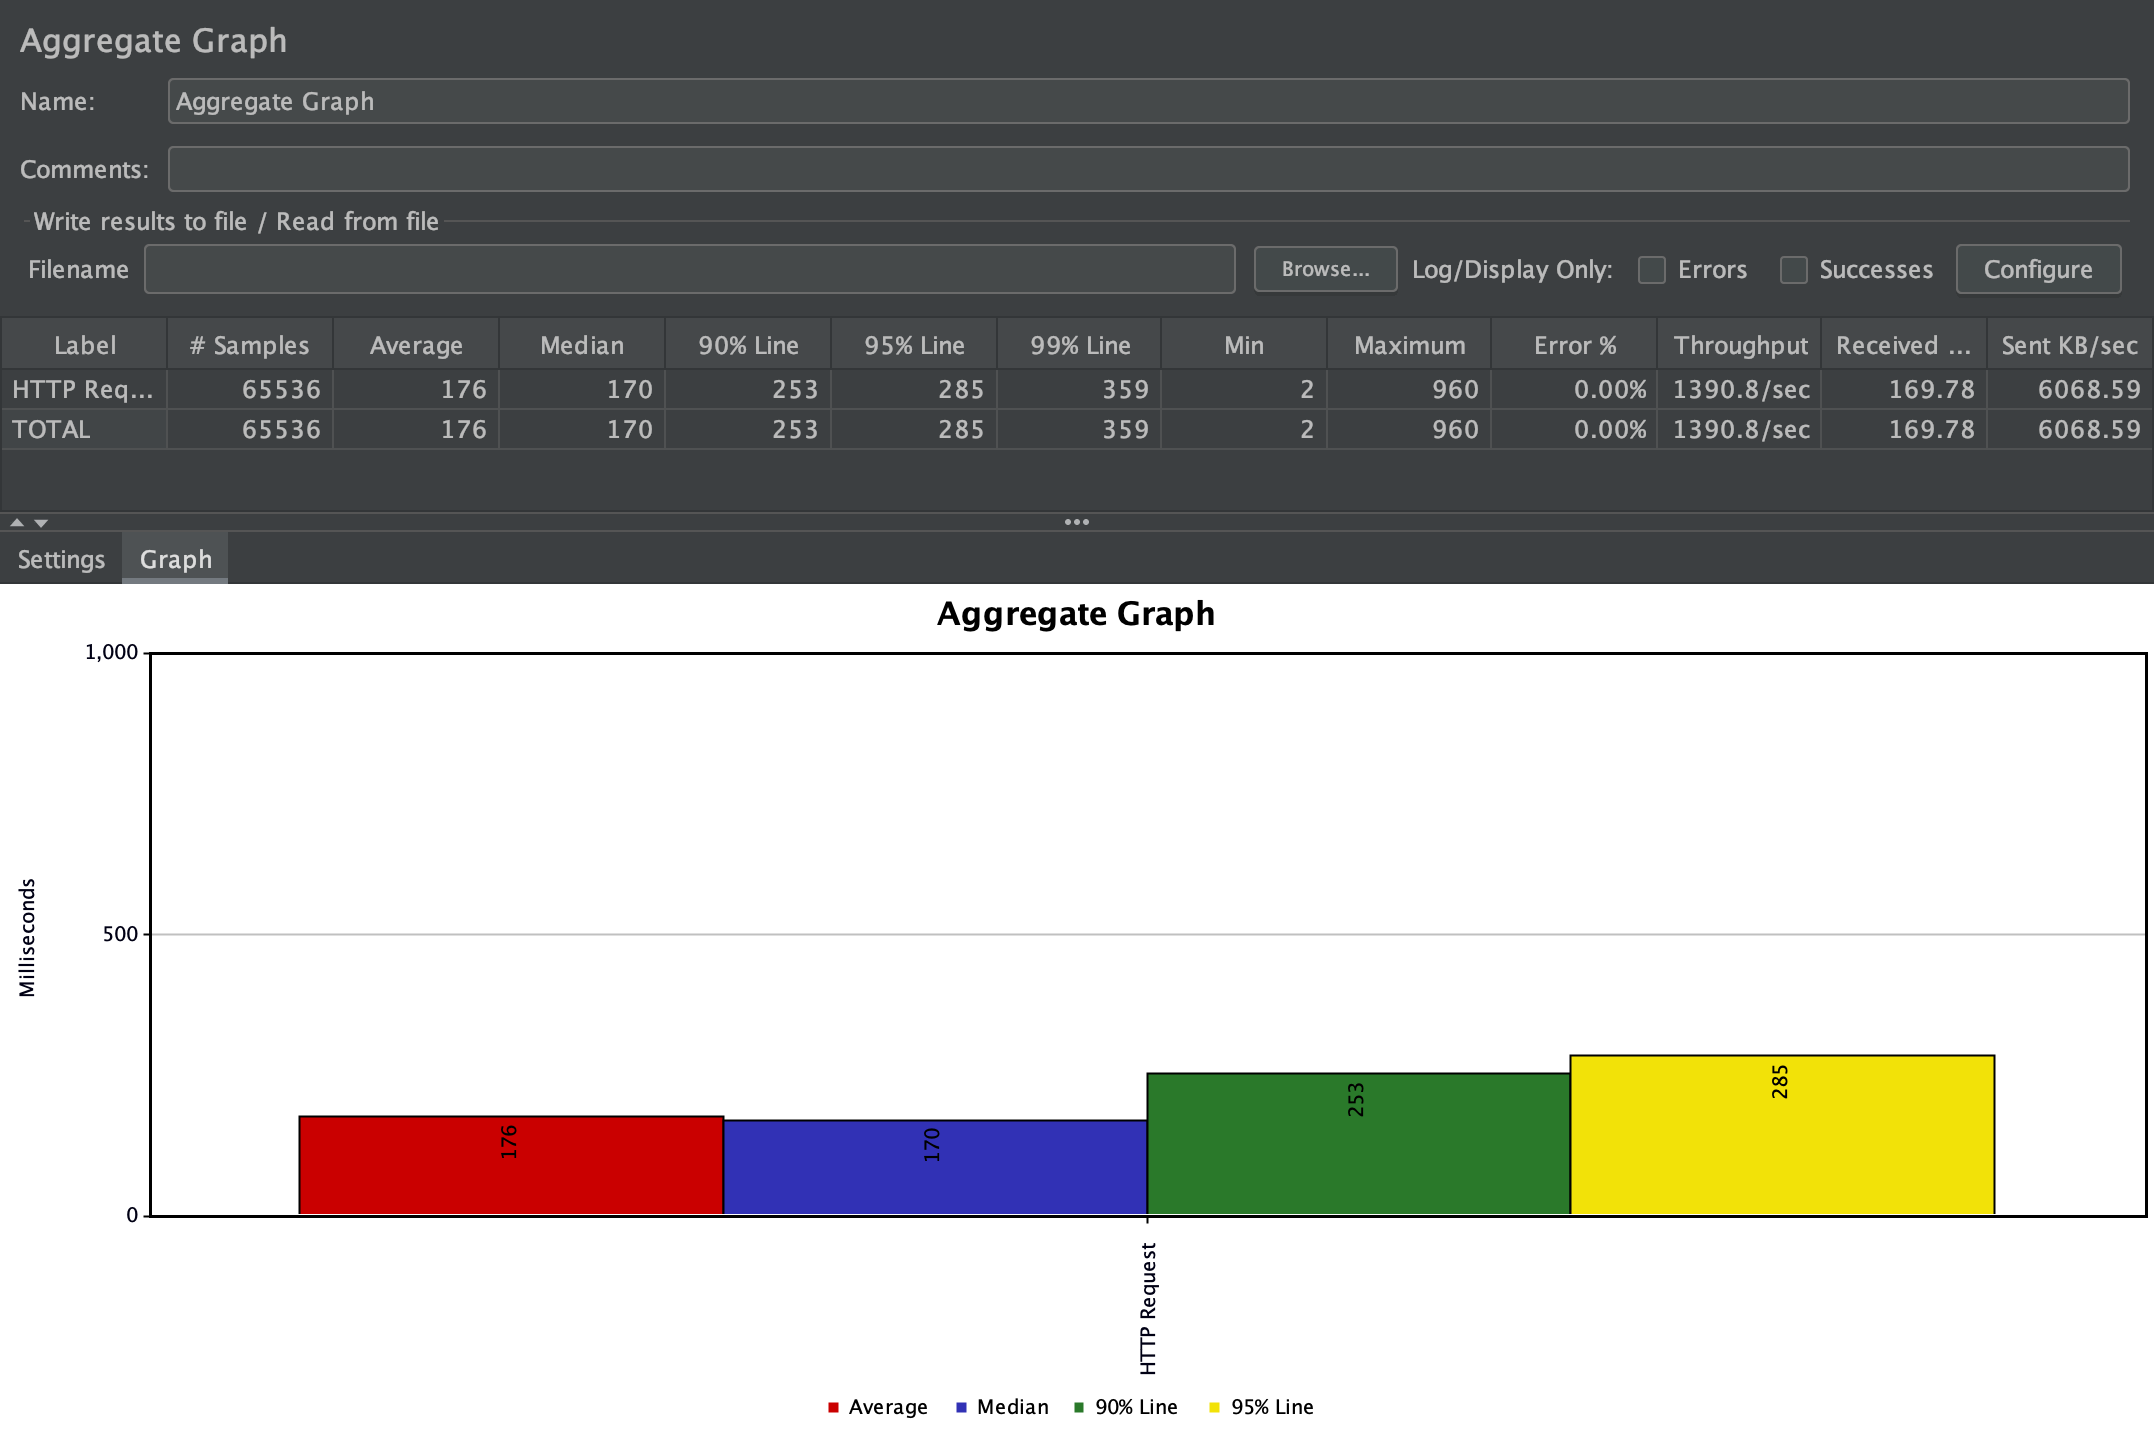 Aggregate Graph
Name: Aggregate Graph
Comments:
Write results to file / Read from file
Filename Browse... Log/Display Only: Errors Successes Configure
Label # Samples Average Median 90% Line 95% Line 99% Line Min Maximum Error % Throughput Received ... Sent KB/sec
HTTP Req... 65536 176 170 253 285 359 2 960 0.00% 1390.8/sec 169.78 6068.59
TOTAL 65536 176 170 253 285 359 2 960 0.00% 1390.8/sec 169.78 6068.59
Settings Graph
Aggregate Graph
1,000
500
0
Milliseconds
176
170
253
285
HTTP Request
Average Median 90% Line 95% Line